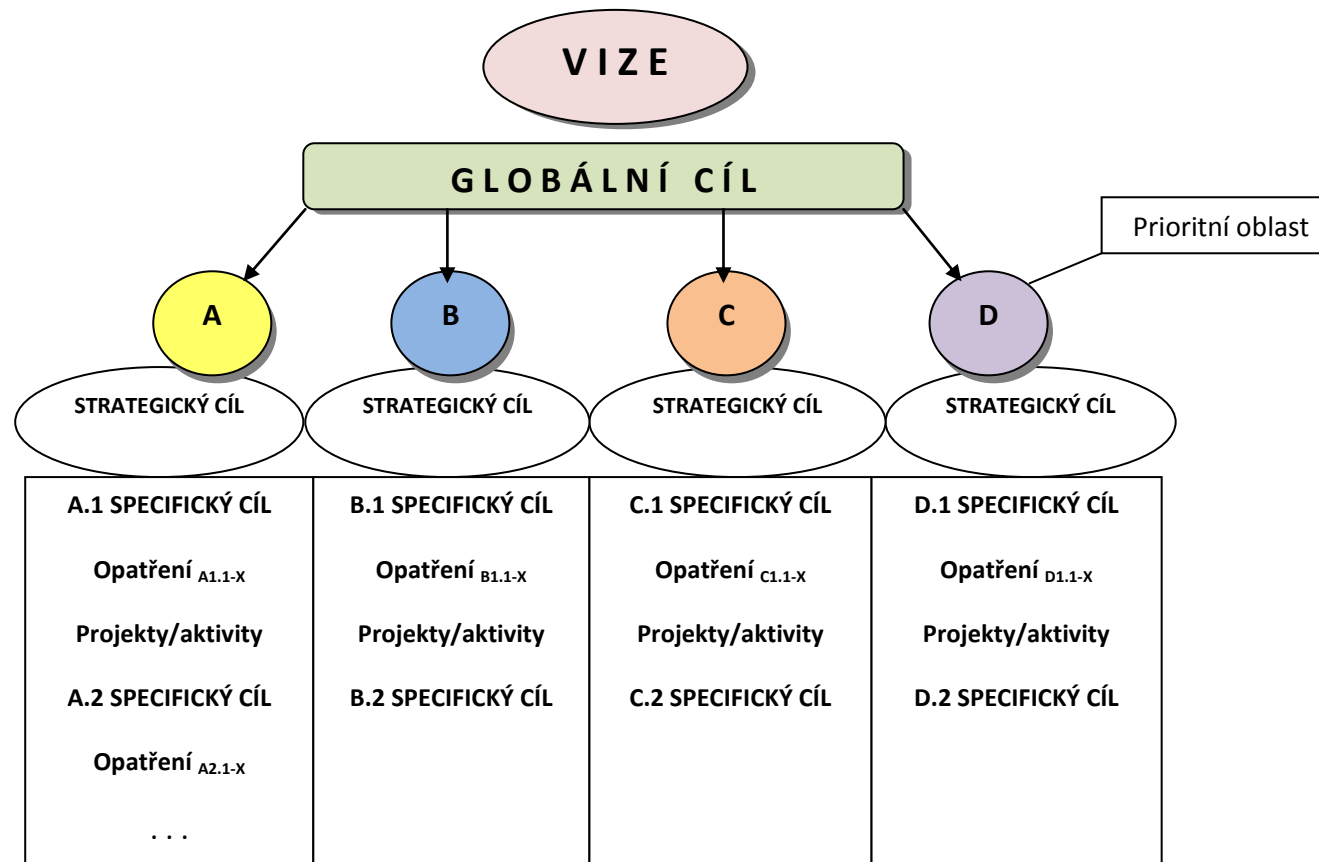 V I Z E
G L O B Á L N Í  C Í L
Prioritní oblast
A
B
C
D
STRATEGICKÝ CÍL
STRATEGICKÝ CÍL
STRATEGICKÝ CÍL
STRATEGICKÝ CÍL
A.1 SPECIFICKÝ CÍL
Opatření A1.1-X
Projekty/aktivity
A.2 SPECIFICKÝ CÍL
Opatření A2.1-X
. . .
B.1 SPECIFICKÝ CÍL
Opatření B1.1-X
Projekty/aktivity
B.2 SPECIFICKÝ CÍL
C.1 SPECIFICKÝ CÍL
Opatření C1.1-X
Projekty/aktivity
C.2 SPECIFICKÝ CÍL
D.1 SPECIFICKÝ CÍL
Opatření D1.1-X
Projekty/aktivity
D.2 SPECIFICKÝ CÍL